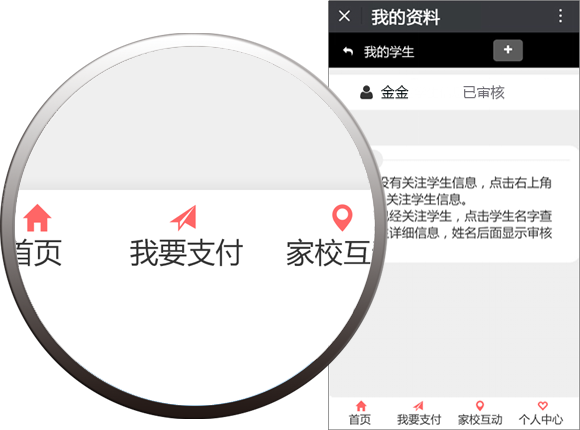 我的资料
我的学生
金金
已审核
没有关注学生信息，点击右上角
关注学生信息。
已经关注学生，点击学生名字查
详细信息，姓名后面显示审核
首页
我要支付
家校互动
首页
我要支付
家校互动
个人中心